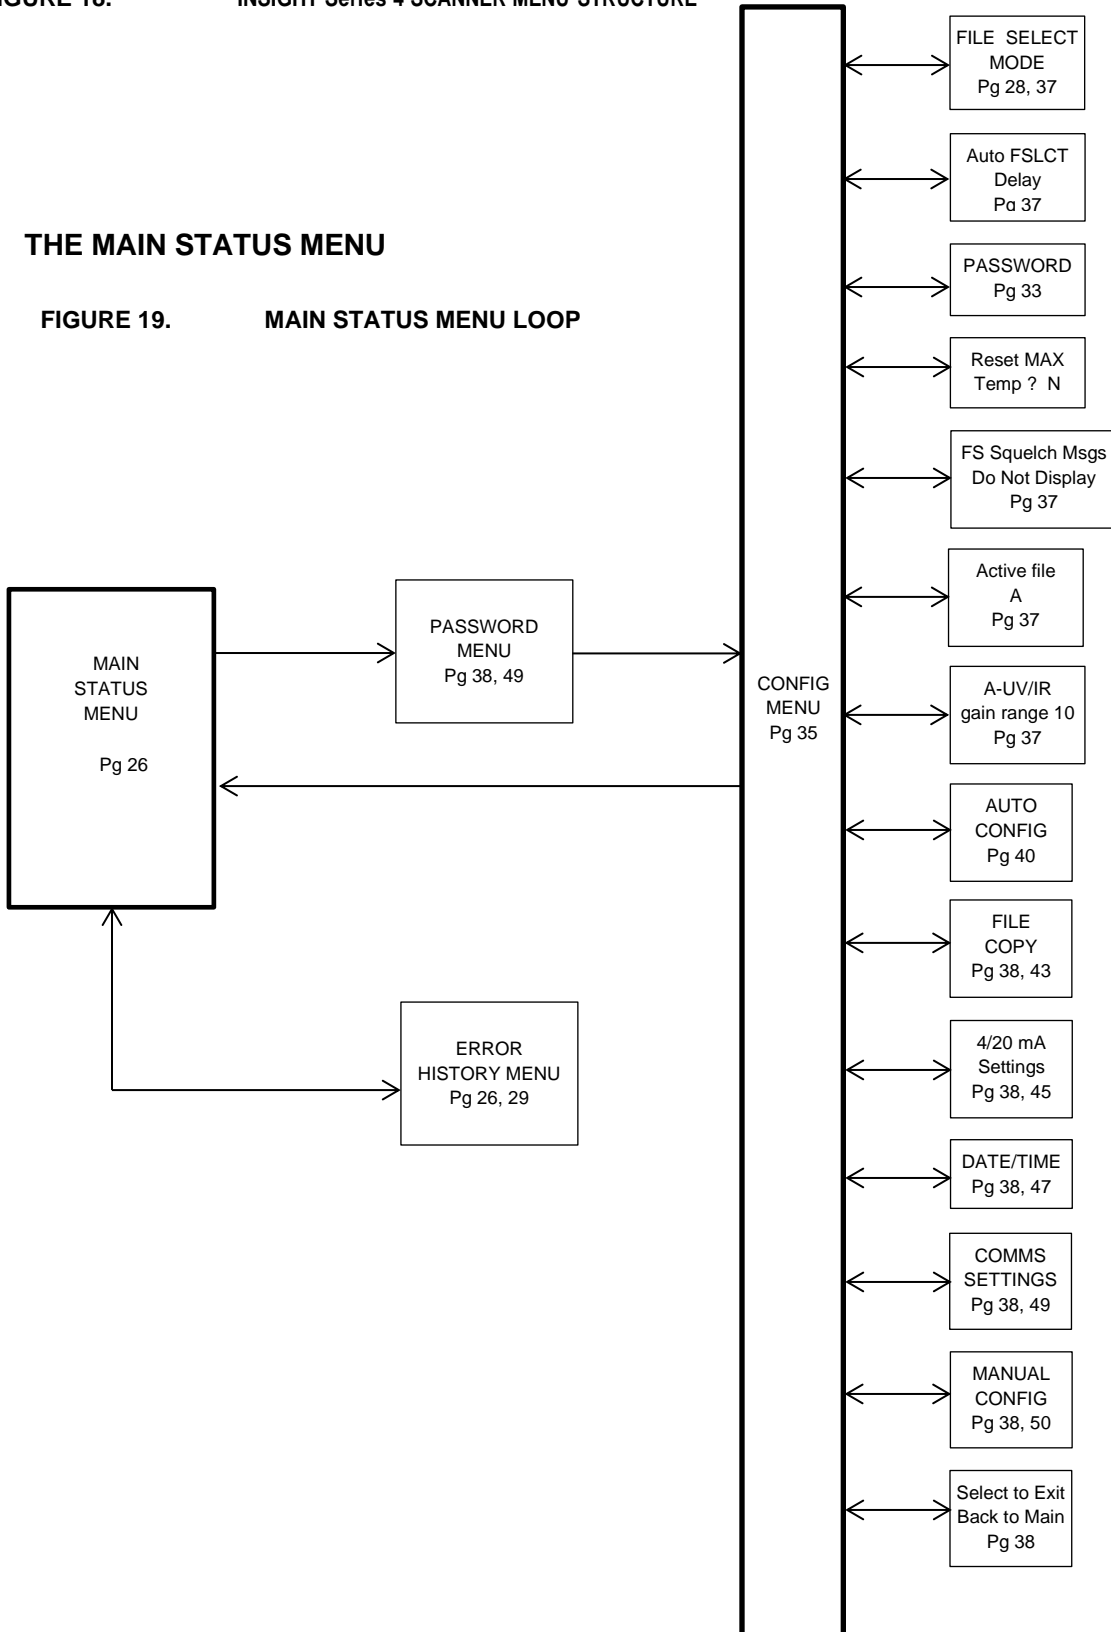 FIGURE 18. INSIGHT Series 4 SCANNER MENU STRUCTURE
THE MAIN STATUS MENU
FIGURE 19. MAIN STATUS MENU LOOP
MAIN
STATUS
MENU
Pg 26
PASSWORD
MENU
Pg 38, 49
ERROR
HISTORY MENU
Pg 26, 29
CONFIG
MENU
Pg 35
FILE SELECT
MODE
Pg 28, 37
Auto FSLCT
Delay
Pg 37
PASSWORD
Pg 33
Reset MAX
Temp ? N
FS Squelch Msgs
Do Not Display
Pg 37
Active file
A
Pg 37
A-UV/IR
gain range 10
Pg 37
AUTO
CONFIG
Pg 40
FILE
COPY
Pg 38, 43
4/20 mA
Settings
Pg 38, 45
DATE/TIME
Pg 38, 47
COMMS
SETTINGS
Pg 38, 49
MANUAL
CONFIG
Pg 38, 50
Select to Exit
Back to Main
Pg 38